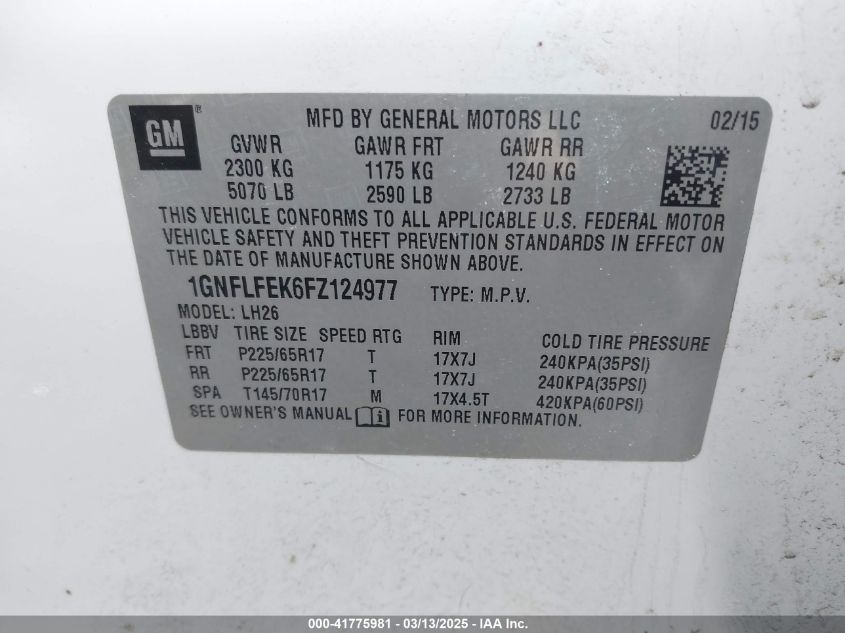 GM ® MFD BY GENERAL MOTORS LLC 02/15
GVWR GAWR FRT GAWR RR
2300 KG 1175 KG 1240 KG
5070 LB 2590 LB 2733 LB
THIS VEHICLE CONFORMS TO ALL APPLICABLE U.S. FEDERAL MOTOR
VEHICLE SAFETY AND THEFT PREVENTION STANDARDS IN EFFECT ON
THE DATE OF MANUFACTURE SHOWN ABOVE.
1GNFLFEK6FZ124977 TYPE: M.P.V.
MODEL: LH26
LBBV TIRE SIZE SPEED RTG RIM COLD TIRE PRESSURE
FRT P225/65R17 T 17X7J 240KPA(35PSI)
RR P225/65R17 T 17X7J 240KPA(35PSI)
SPA T145/70R17 M 17X4.5T 420KPA(60PSI)
SEE OWNER'S MANUAL FOR MORE INFORMATION.
000-41775981 - 03/13/2025 - IAA Inc.